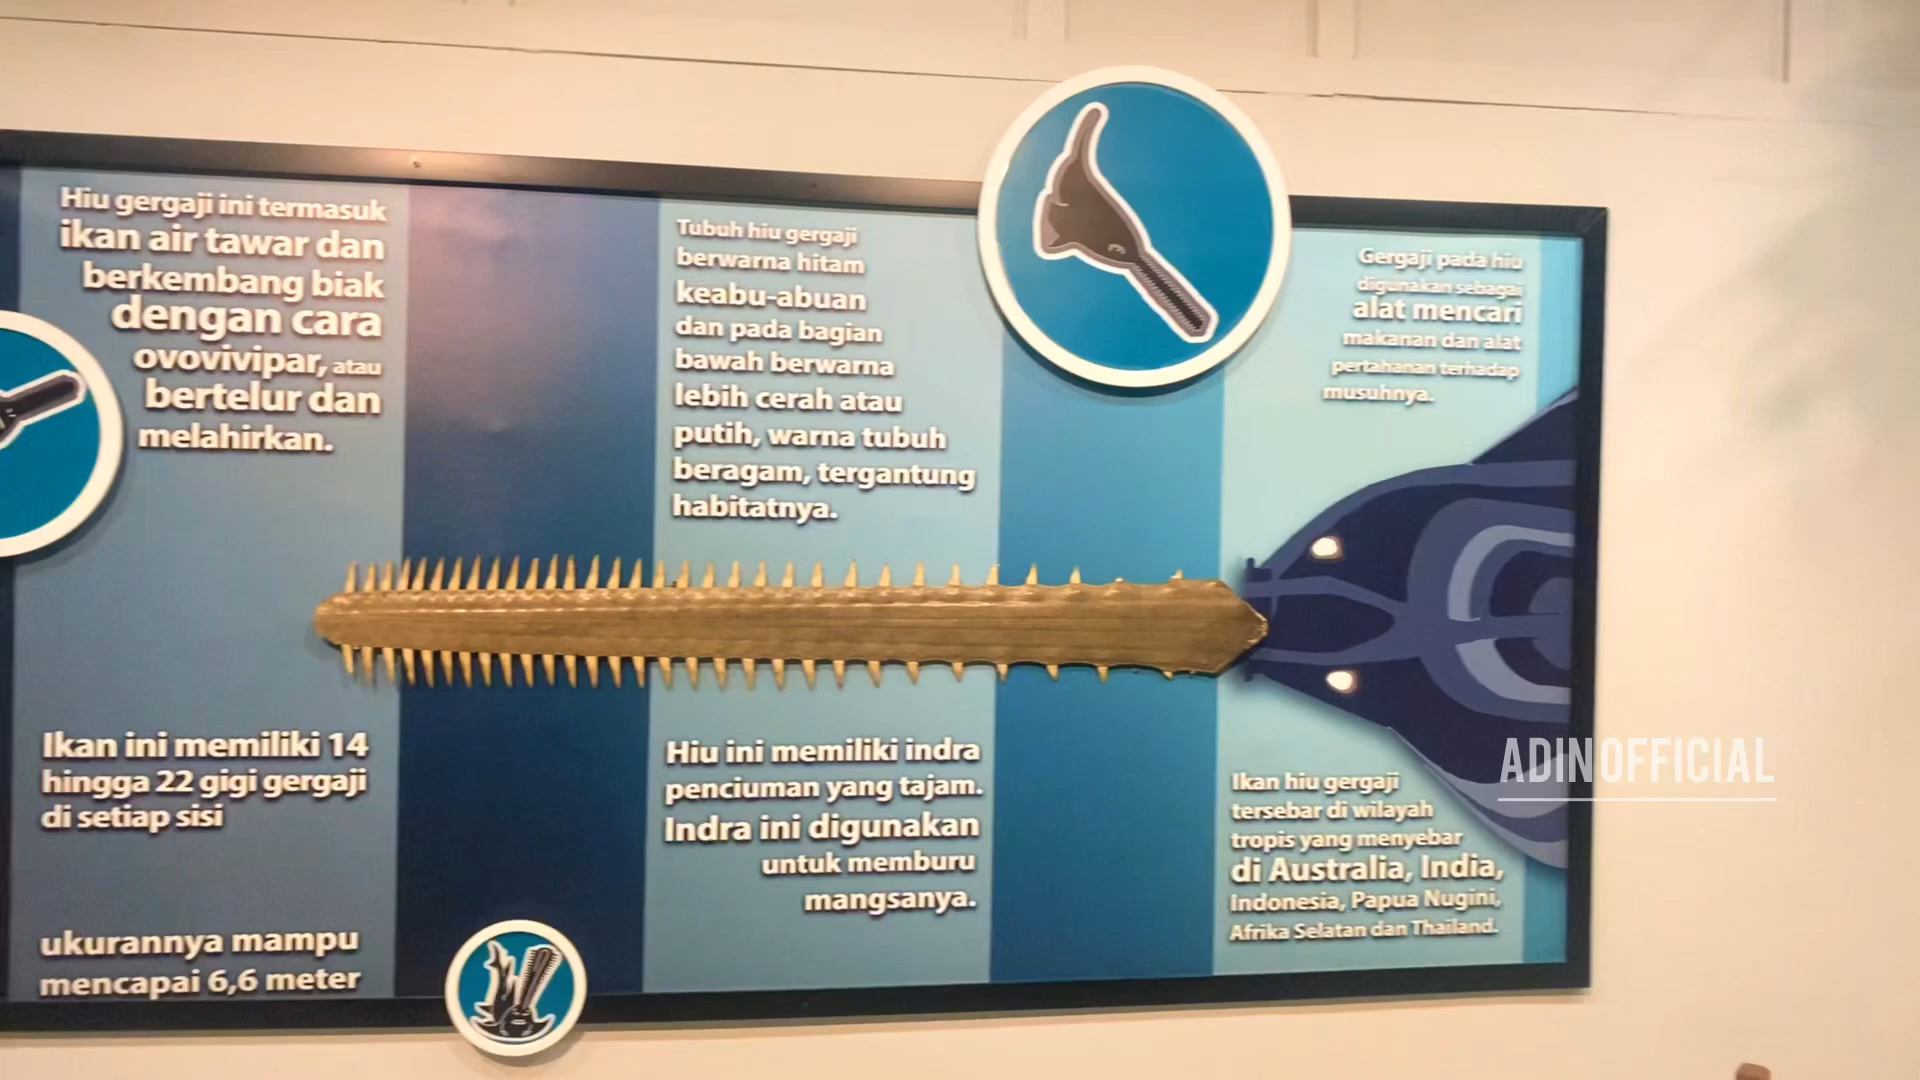 Hiu gergaji ini termasuk
ikan air tawar dan
berkembang biak
dengan cara
ovovivipar, atau
bertelur dan
melahirkan.
Ikan ini memiliki 14
hingga 22 gigi gergaji
di setiap sisi
ukurannya mampu
mencapai 6,6 meter
Tubuh hiu gergaji
berwarna hitam
keabu-abuan
dan pada bagian
bawah berwarna
lebih cerah atau
putih, warna tubuh
beragam, tergantung
habitatnya.
Hiu ini memiliki indra
penciuman yang tajam.
Indra ini digunakan
untuk memburu
mangsanya.
Gergaji pada hiu
digunakan sebagai
alat mencari
makanan dan alat
pertahanan terhadap
musuhnya.
Ikan hiu gergaji
tersebar di wilayah
tropis yang menyebar
di Australia, India,
Indonesia, Papua Nugini,
Afrika Selatan dan Thailand.
ADINOFFICIAL